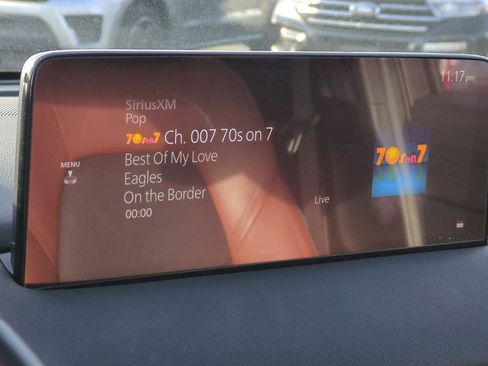 11:17 pm
SiriusXM
Pop
70s on 7 Ch. 007 70s on 7
Best Of My Love
Eagles
On the Border
00:00
MENU
Live
70s on 7